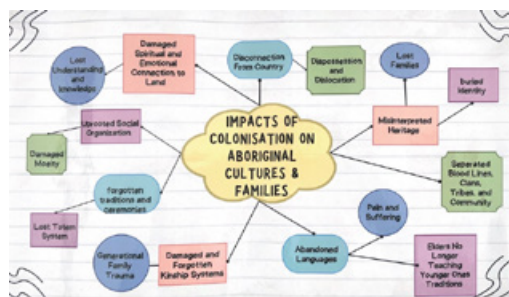 Lost
Understanding
and
knowledge
Damaged
Spiritual and
Emotional
Connection to
Land
Disconnection
From Country
Dispossession and
Dislocation
Lost
Families
buried
Identity
Uprooted Social
Organisation
IMPACTS OF
COLONISATION ON
ABORIGINAL
CULTURES &
FAMILIES
Misinterpreted
Heritage
Damaged
Moiety
forgotten
traditions and
ceremonies
Separated
Blood Lines,
Clans,
Tribes, and
Community
Lost Totem
System
Generational
Family
Trauma
Damaged and
Forgotten
Kinship Systems
Abandoned
Languages
Pain and
Suffering
Elders No
Longer
Teaching
Younger Ones
Traditions